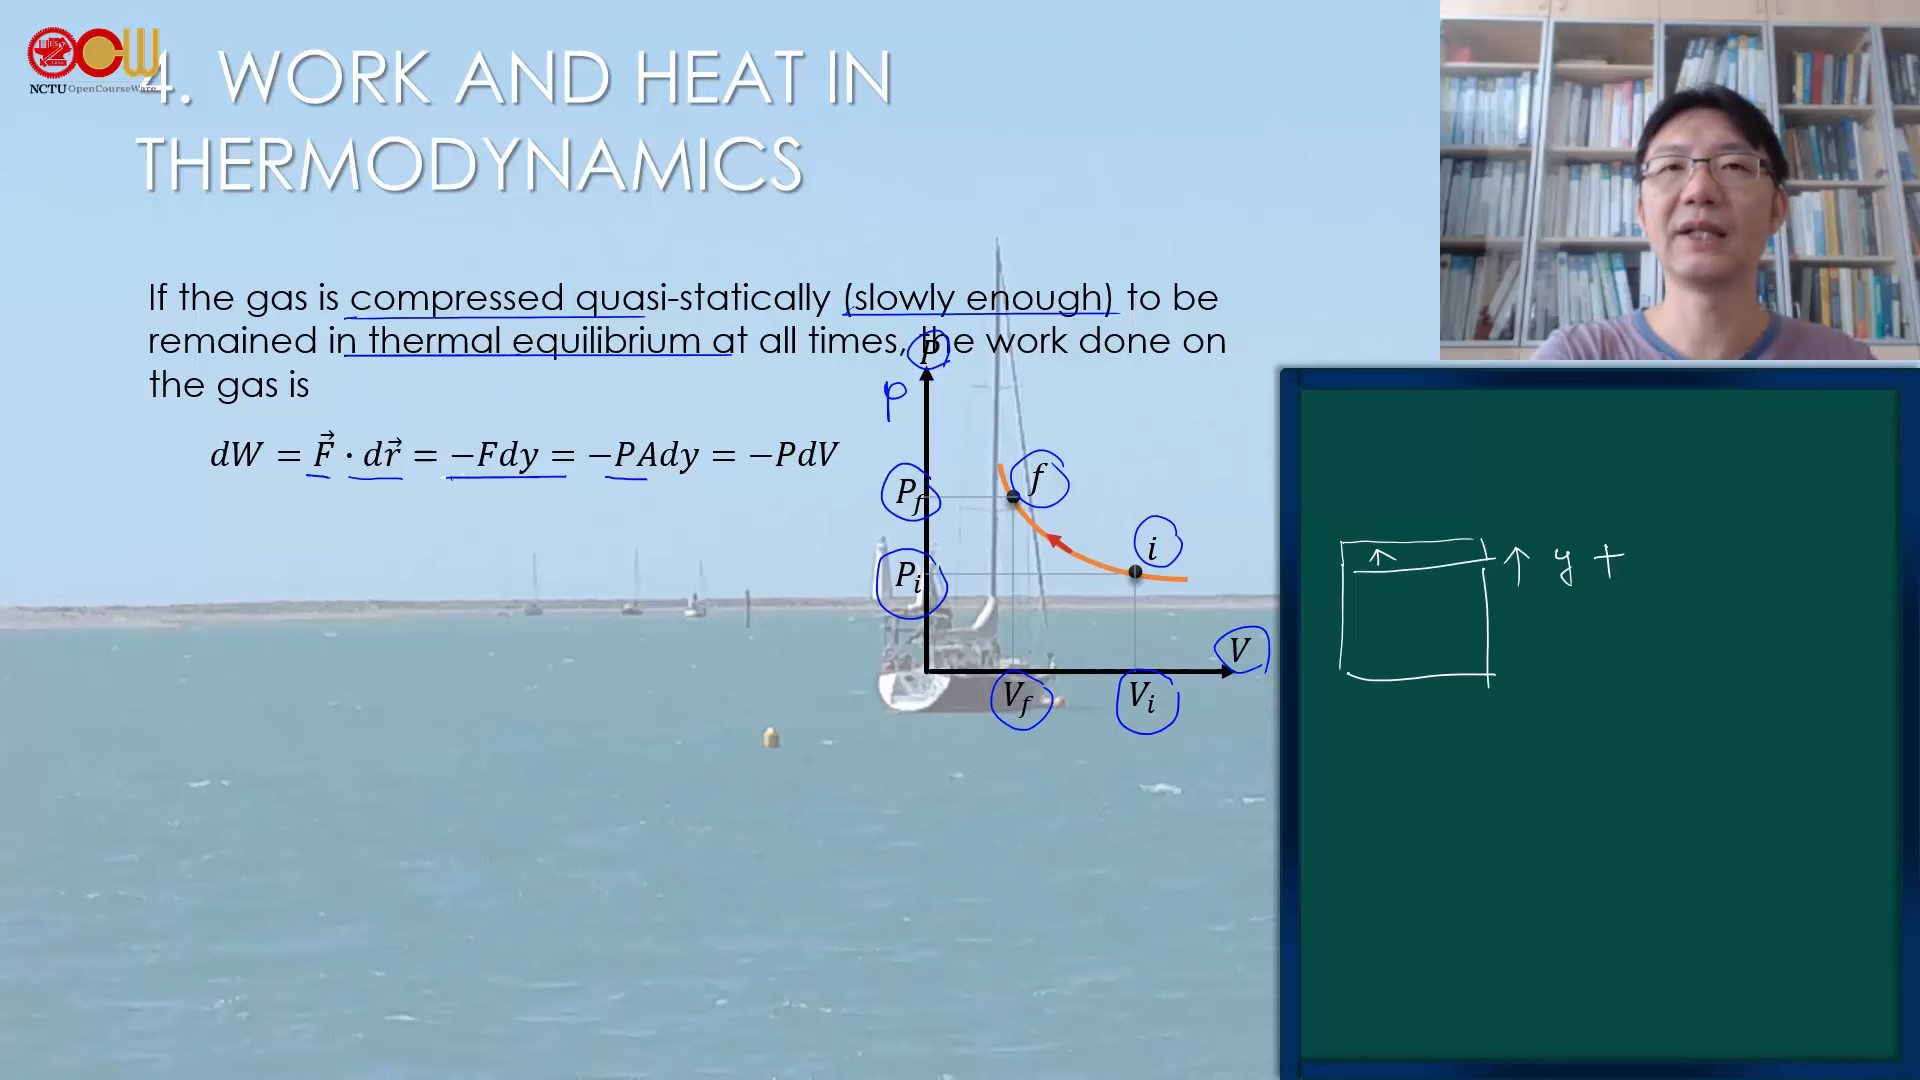 NCTU OpenCourseWare
4. WORK AND HEAT IN
THERMODYNAMICS
If the gas is compressed quasi-statically (slowly enough) to be
remained in thermal equilibrium at all times, the work done on
the gas is
dW = F⃗ · dr⃗ = −Fdy = −PAdy = −PdV
P
p
f
P_f
i
P_i
V
V_f
V_i
↑ ↑ y +